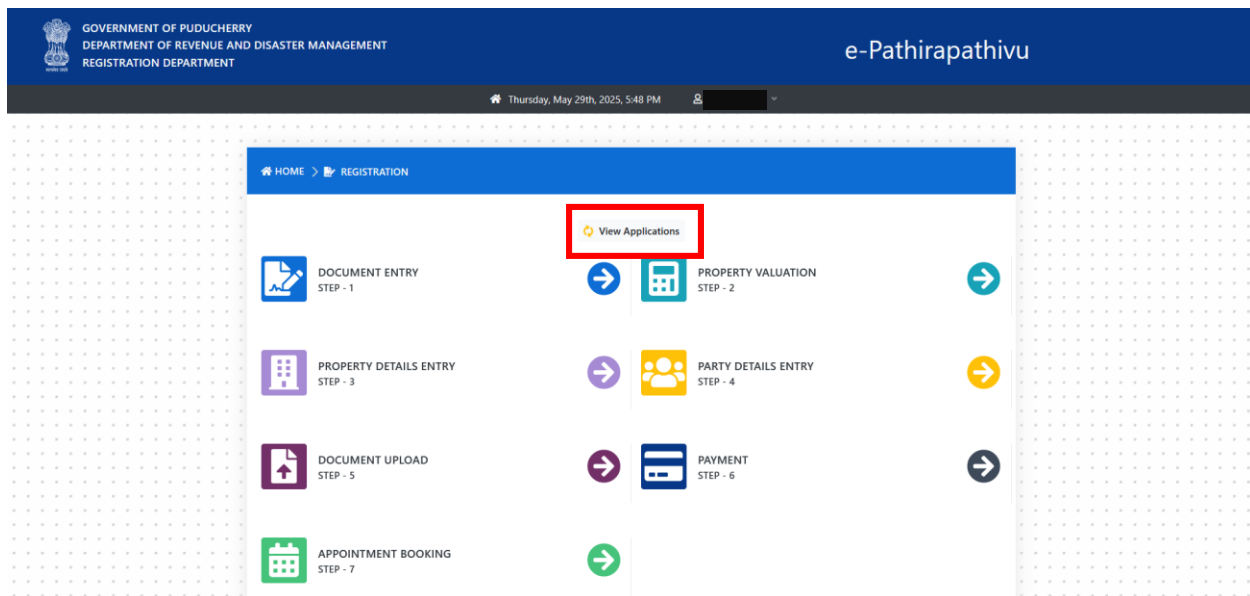 GOVERNMENT OF PUDUCHERRY
DEPARTMENT OF REVENUE AND DISASTER MANAGEMENT
REGISTRATION DEPARTMENT
e-Pathirapathivu
Thursday, May 29th, 2025, 5:48 PM
HOME > REGISTRATION
View Applications
DOCUMENT ENTRY
STEP - 1
PROPERTY VALUATION
STEP - 2
PROPERTY DETAILS ENTRY
STEP - 3
PARTY DETAILS ENTRY
STEP - 4
DOCUMENT UPLOAD
STEP - 5
PAYMENT
STEP - 6
APPOINTMENT BOOKING
STEP - 7